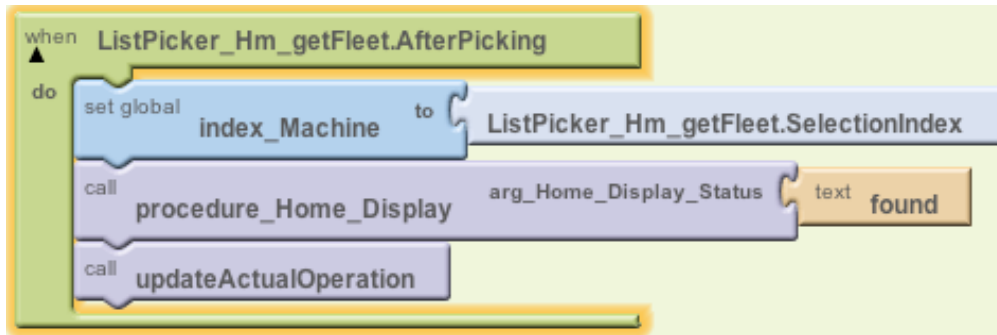 when ListPicker_Hm_getFleet.AfterPicking
do
set global index_Machine to ListPicker_Hm_getFleet.SelectionIndex
call procedure_Home_Display arg_Home_Display_Status text found
call updateActualOperation